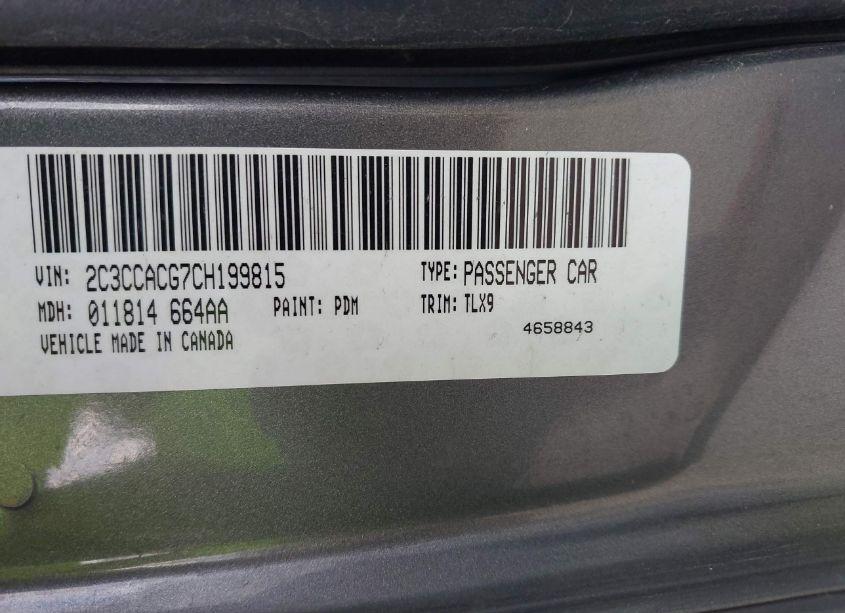 VIN: 2C3CCACG7CH199815 TYPE: PASSENGER CAR
MDH: 011814 664AA PAINT: PDM TRIM: TLX9
VEHICLE MADE IN CANADA 4658843